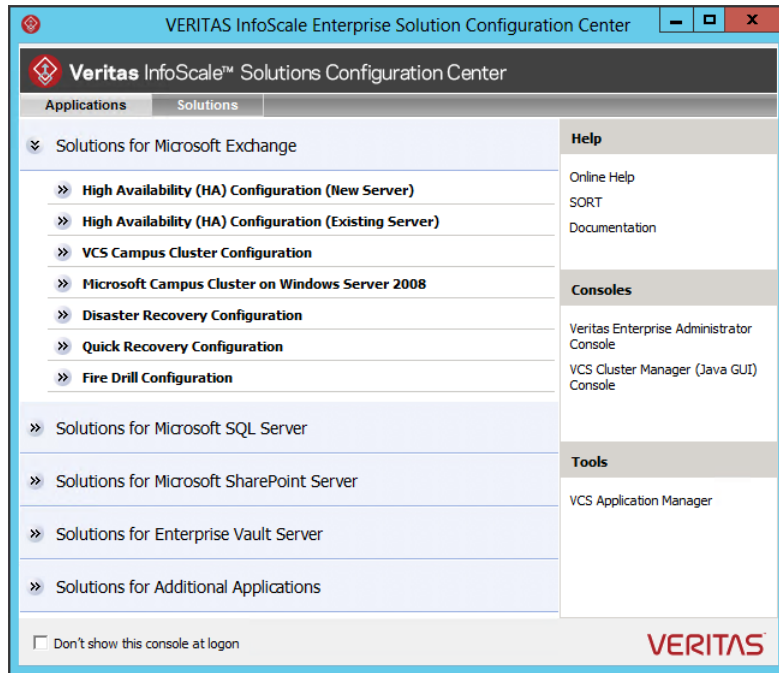 VERITAS InfoScale Enterprise Solution Configuration Center
Veritas InfoScale™ Solutions Configuration Center
Applications
Solutions
Solutions for Microsoft Exchange
High Availability (HA) Configuration (New Server)
High Availability (HA) Configuration (Existing Server)
VCS Campus Cluster Configuration
Microsoft Campus Cluster on Windows Server 2008
Disaster Recovery Configuration
Quick Recovery Configuration
Fire Drill Configuration
Solutions for Microsoft SQL Server
Solutions for Microsoft SharePoint Server
Solutions for Enterprise Vault Server
Solutions for Additional Applications
Help
Online Help
SORT
Documentation
Consoles
Veritas Enterprise Administrator
Console
VCS Cluster Manager (Java GUI)
Console
Tools
VCS Application Manager
Don't show this console at logon
VERITAS